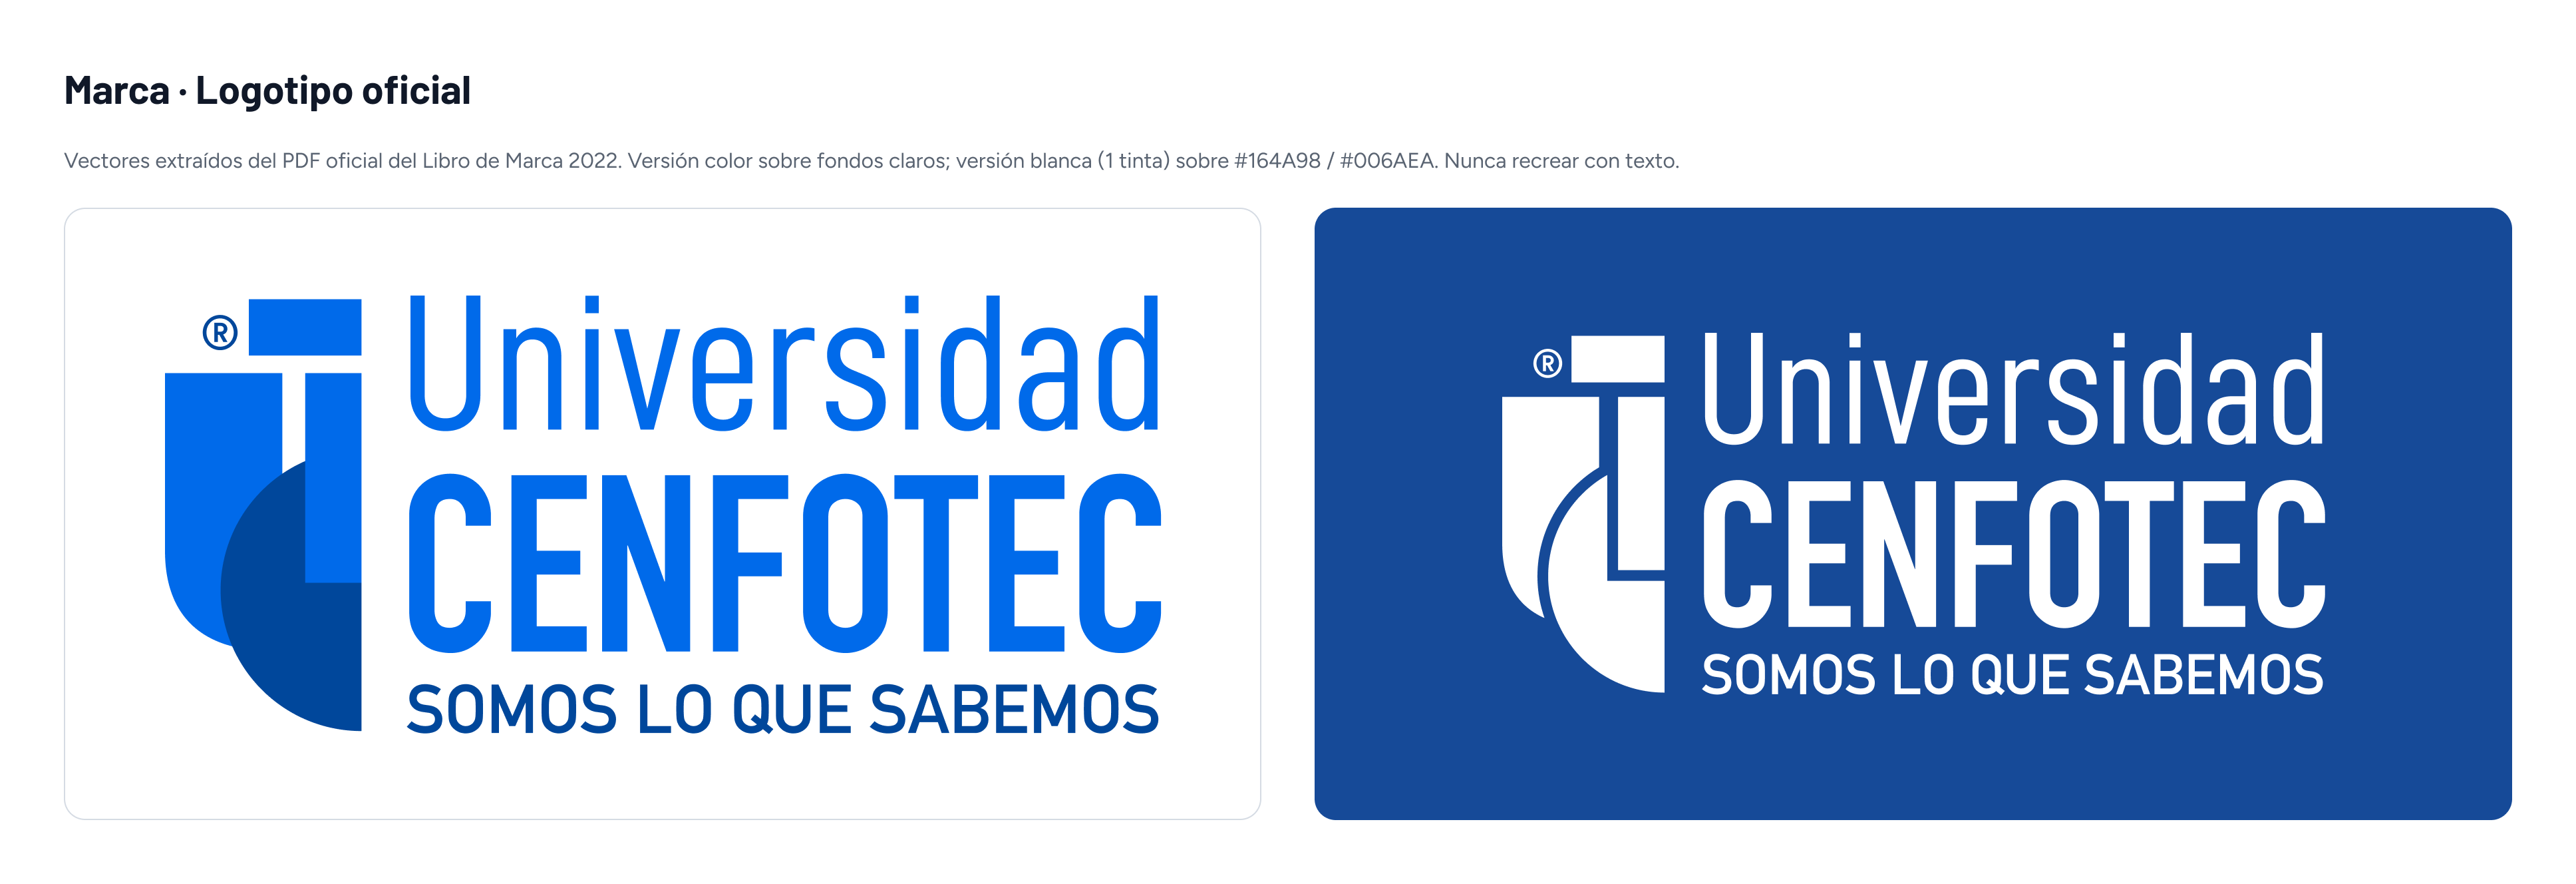 Marca · Logotipo oficial
Vectores extraídos del PDF oficial del Libro de Marca 2022. Versión color sobre fondos claros; versión blanca (1 tinta) sobre #164A98 / #006AEA. Nunca recrear con texto.
®
Universidad
CENFOTEC
SOMOS LO QUE SABEMOS
®
Universidad
CENFOTEC
SOMOS LO QUE SABEMOS